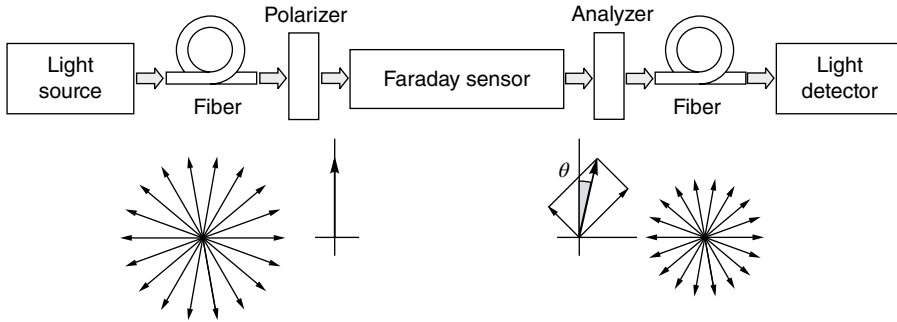 Polarizer
Analyzer
Light
source
Fiber
Faraday sensor
Fiber
Light
detector
θ